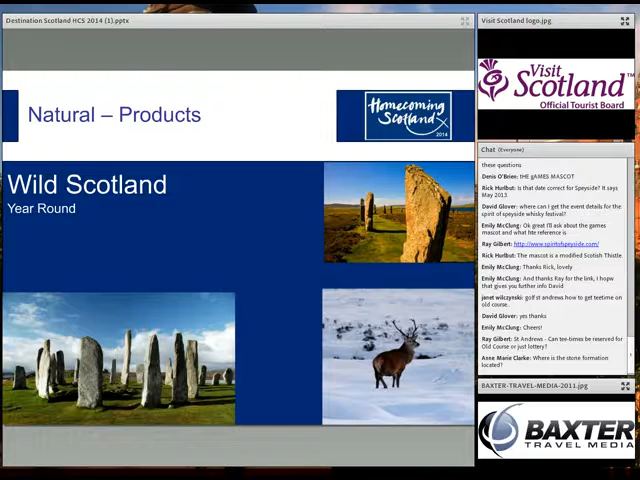 Destination Scotland HCS 2014 (1).pptx
Natural – Products
Homecoming
Scotland
2014
Wild Scotland
Year Round
Visit Scotland logo.jpg
Visit
Scotland™
Official Tourist Board
Chat (Everyone)
these questions
Denis O'Brien: tHE gAMES MASCOT
Rick Hurlbut: Is that date correct for Speyside? It says
May 2013.
David Glover: where can I get the event details for the
spirit of speyside whisky festival?
Emily McClung: Ok great I'll ask about the games
mascot and what hte reference is
Ray Gilbert: http://www.spiritofspeyside.com/
Rick Hurlbut: The mascot is a modified Scottish Thistle.
Emily McClung: Thanks Rick, lovely
Emily McClung: And thanks Ray for the link, I hope
that gives you further info David
janet wilczynski: golf st andrews how to get teetime on
old course..
David Glover: yes thanks
Emily McClung: Cheers!
Ray Gilbert: St Andrews - Can tee-times be reserved for
Old Course or just lottery?
Anne Marie Clarke: Where is the stone formation
located?
BAXTER-TRAVEL-MEDIA-2011.jpg
BAXTER
TRAVEL MEDIA